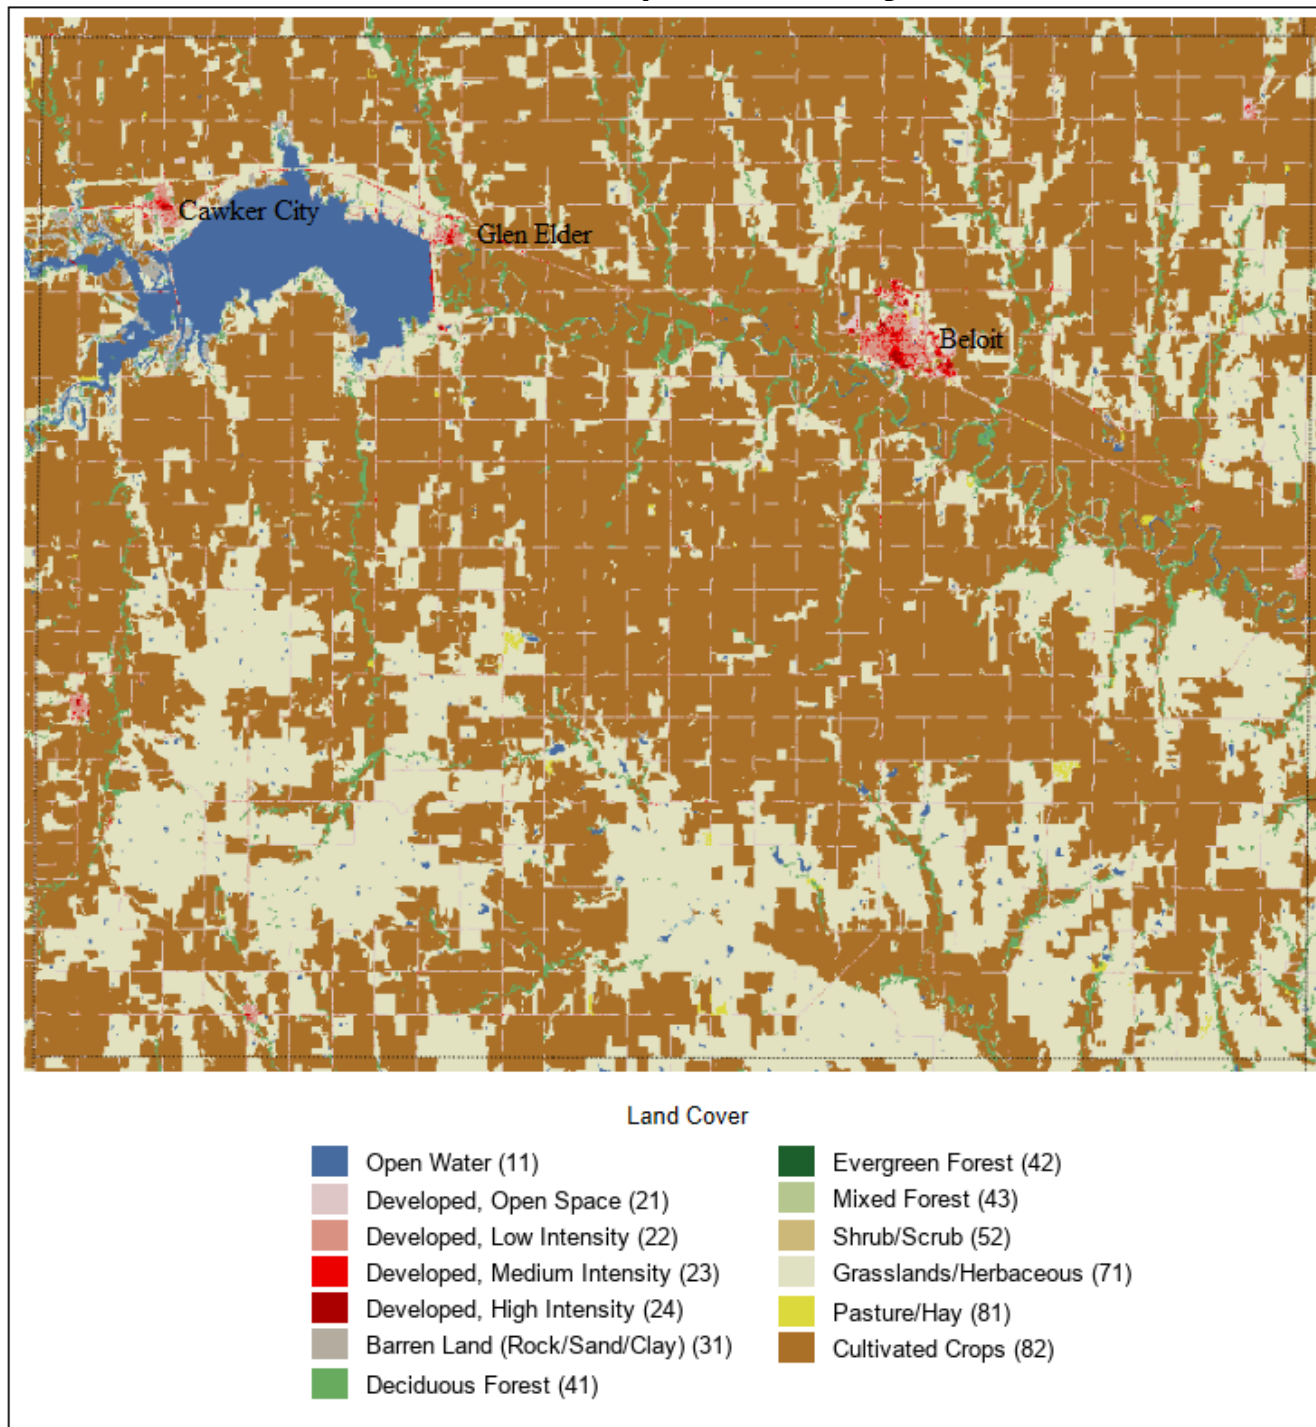 Cawker City
Glen Elder
Beloit
Land Cover
Open Water (11)
Developed, Open Space (21)
Developed, Low Intensity (22)
Developed, Medium Intensity (23)
Developed, High Intensity (24)
Barren Land (Rock/Sand/Clay) (31)
Deciduous Forest (41)
Evergreen Forest (42)
Mixed Forest (43)
Shrub/Scrub (52)
Grasslands/Herbaceous (71)
Pasture/Hay (81)
Cultivated Crops (82)